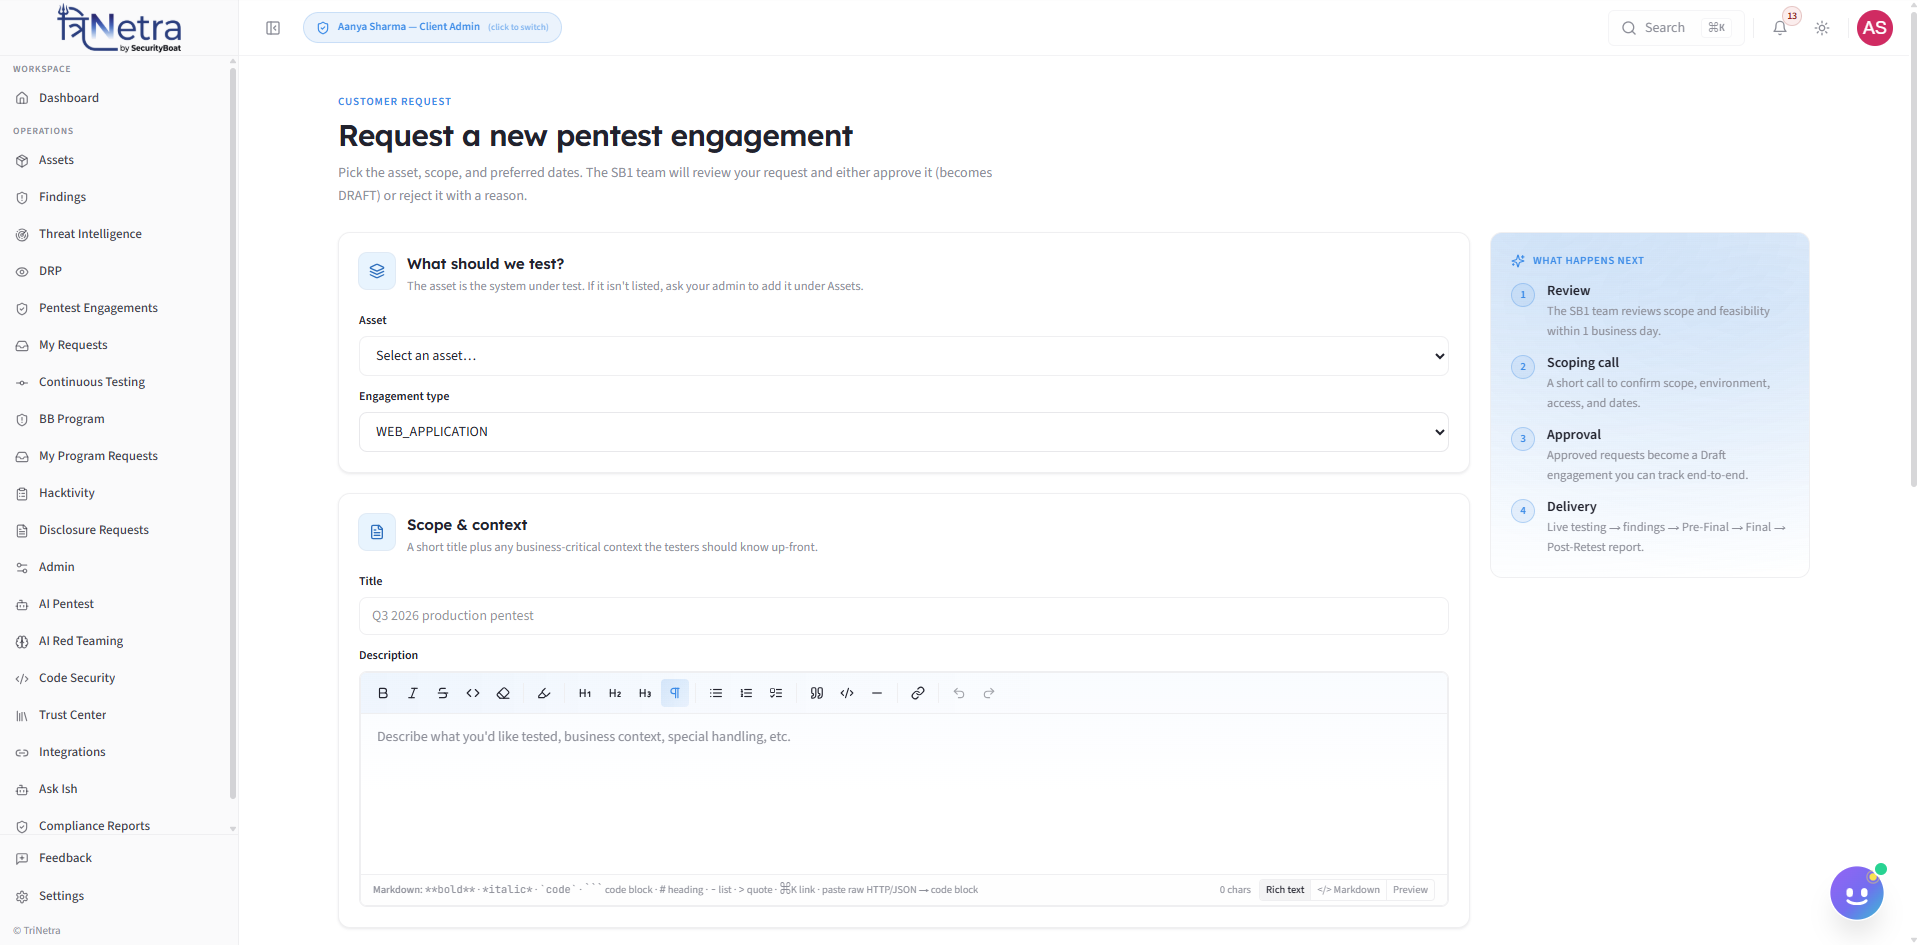 त्रिNetra
by SecurityBoat
Aanya Sharma — Client Admin (click to switch)
Search ⌘K
13
AS
WORKSPACE
Dashboard
OPERATIONS
Assets
Findings
Threat Intelligence
DRP
Pentest Engagements
My Requests
Continuous Testing
BB Program
My Program Requests
Hacktivity
Disclosure Requests
Admin
AI Pentest
AI Red Teaming
Code Security
Trust Center
Integrations
Ask Ish
Compliance Reports
Feedback
Settings
© TriNetra
CUSTOMER REQUEST
Request a new pentest engagement
Pick the asset, scope, and preferred dates. The SB1 team will review your request and either approve it (becomes
DRAFT) or reject it with a reason.
What should we test?
The asset is the system under test. If it isn't listed, ask your admin to add it under Assets.
Asset
Select an asset…
Engagement type
WEB_APPLICATION
Scope & context
A short title plus any business-critical context the testers should know up-front.
Title
Q3 2026 production pentest
Description
B I S H1 H2 H3 ¶
Describe what you'd like tested, business context, special handling, etc.
Markdown: **bold** · *italic* · `code` · ``` code block · # heading · - list · > quote · ⌘K link · paste raw HTTP/JSON → code block
0 chars Rich text </> Markdown Preview
WHAT HAPPENS NEXT
1 Review
The SB1 team reviews scope and feasibility
within 1 business day.
2 Scoping call
A short call to confirm scope, environment,
access, and dates.
3 Approval
Approved requests become a Draft
engagement you can track end-to-end.
4 Delivery
Live testing → findings → Pre-Final → Final →
Post-Retest report.